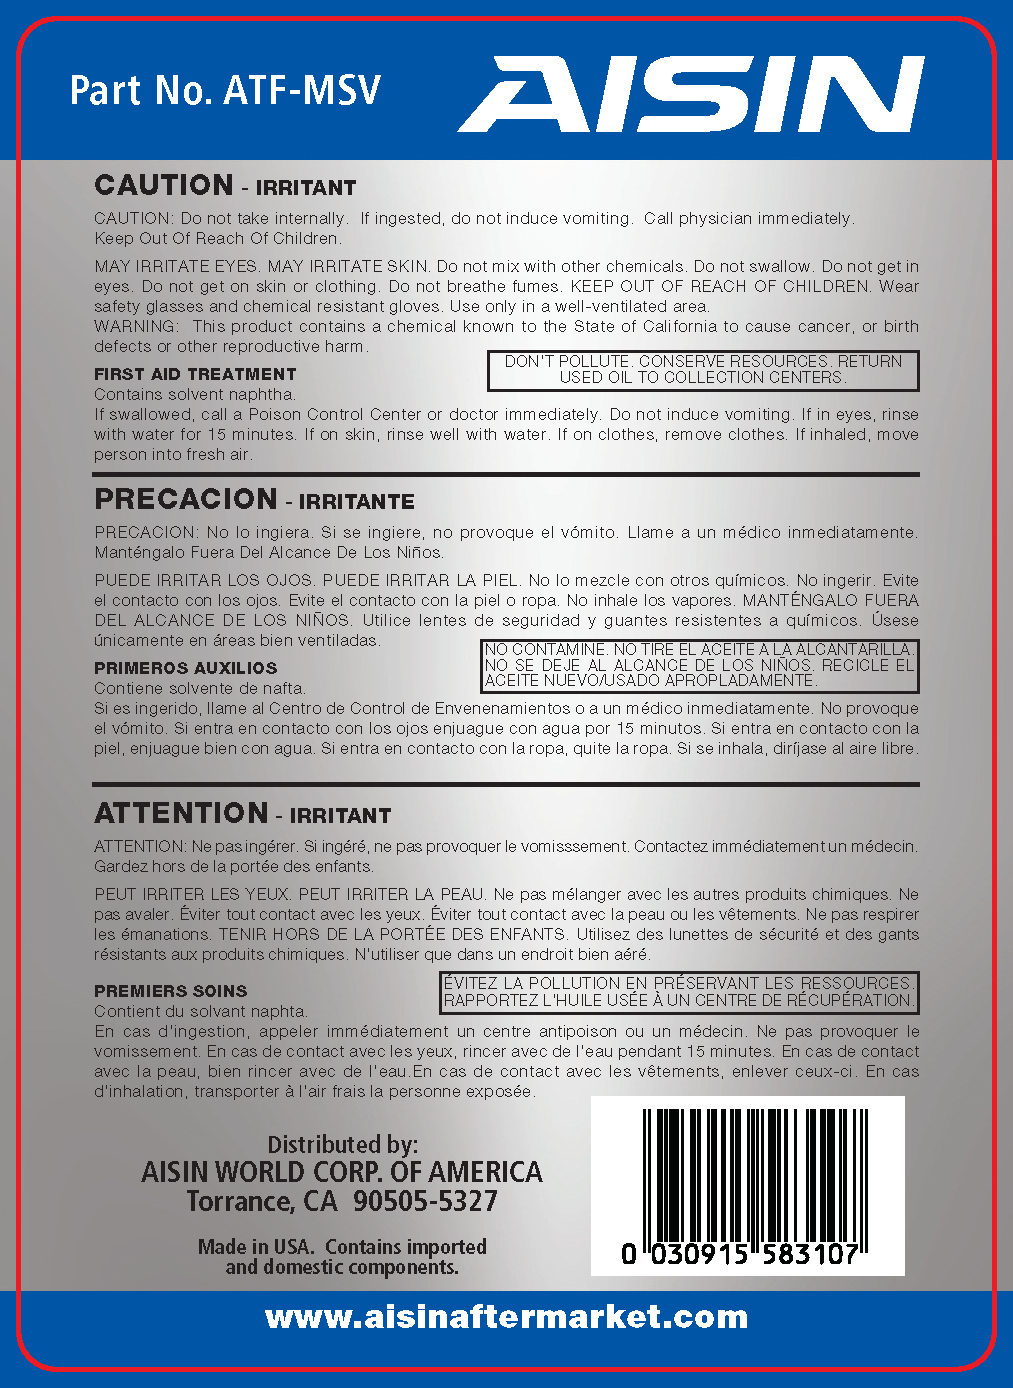 Part No. ATF-MSV
AISIN
CAUTION - IRRITANT
CAUTION: Do not take internally. If ingested, do not induce vomiting. Call physician immediately.
Keep Out Of Reach Of Children.
MAY IRRITATE EYES. MAY IRRITATE SKIN. Do not mix with other chemicals. Do not swallow. Do not get in
eyes. Do not get on skin or clothing. Do not breathe fumes. KEEP OUT OF REACH OF CHILDREN. Wear
safety glasses and chemical resistant gloves. Use only in a well-ventilated area.
WARNING: This product contains a chemical known to the State of California to cause cancer, or birth
defects or other reproductive harm.
DON'T POLLUTE. CONSERVE RESOURCES. RETURN
USED OIL TO COLLECTION CENTERS.
FIRST AID TREATMENT
Contains solvent naphtha.
If swallowed, call a Poison Control Center or doctor immediately. Do not induce vomiting. If in eyes, rinse
with water for 15 minutes. If on skin, rinse well with water. If on clothes, remove clothes. If inhaled, move
person into fresh air.
PRECACION - IRRITANTE
PRECACION: No lo ingiera. Si se ingiere, no provoque el vómito. Llame a un médico inmediatamente.
Manténgalo Fuera Del Alcance De Los Niños.
PUEDE IRRITAR LOS OJOS. PUEDE IRRITAR LA PIEL. No lo mezcle con otros químicos. No ingerir. Evite
el contacto con los ojos. Evite el contacto con la piel o ropa. No inhale los vapores. MANTÉNGALO FUERA
DEL ALCANCE DE LOS NIÑOS. Utilice lentes de seguridad y guantes resistentes a químicos. Úsese
únicamente en áreas bien ventiladas.
NO CONTAMINE. NO TIRE EL ACEITE A LA ALCANTARILLA.
NO SE DEJE AL ALCANCE DE LOS NIÑOS. RECICLE EL
ACEITE NUEVO/USADO APROPLADAMENTE.
PRIMEROS AUXILIOS
Contiene solvente de nafta.
Si es ingerido, llame al Centro de Control de Envenenamientos o a un médico inmediatamente. No provoque
el vómito. Si entra en contacto con los ojos enjuague con agua por 15 minutos. Si entra en contacto con la
piel, enjuague bien con agua. Si entra en contacto con la ropa, quite la ropa. Si se inhala, diríjase al aire libre.
ATTENTION - IRRITANT
ATTENTION: Ne pas ingérer. Si ingéré, ne pas provoquer le vomisssement. Contactez immédiatement un médecin.
Gardez hors de la portée des enfants.
PEUT IRRITER LES YEUX. PEUT IRRITER LA PEAU. Ne pas mélanger avec les autres produits chimiques. Ne
pas avaler. Éviter tout contact avec les yeux. Éviter tout contact avec la peau ou les vêtements. Ne pas respirer
les émanations. TENIR HORS DE LA PORTÉE DES ENFANTS. Utilisez des lunettes de sécurité et des gants
résistants aux produits chimiques. N'utiliser que dans un endroit bien aéré.
ÉVITEZ LA POLLUTION EN PRÉSERVANT LES RESSOURCES.
RAPPORTEZ L'HUILE USÉE À UN CENTRE DE RÉCUPÉRATION.
PREMIERS SOINS
Contient du solvant naphta.
En cas d'ingestion, appeler immédiatement un centre antipoison ou un médecin. Ne pas provoquer le
vomissement. En cas de contact avec les yeux, rincer avec de l'eau pendant 15 minutes. En cas de contact
avec la peau, bien rincer avec de l'eau.En cas de contact avec les vêtements, enlever ceux-ci. En cas
d'inhalation, transporter à l'air frais la personne exposée.
Distributed by:
AISIN WORLD CORP. OF AMERICA
Torrance, CA 90505-5327
Made in USA. Contains imported
and domestic components.
0 030915 583107
www.aisinaftermarket.com